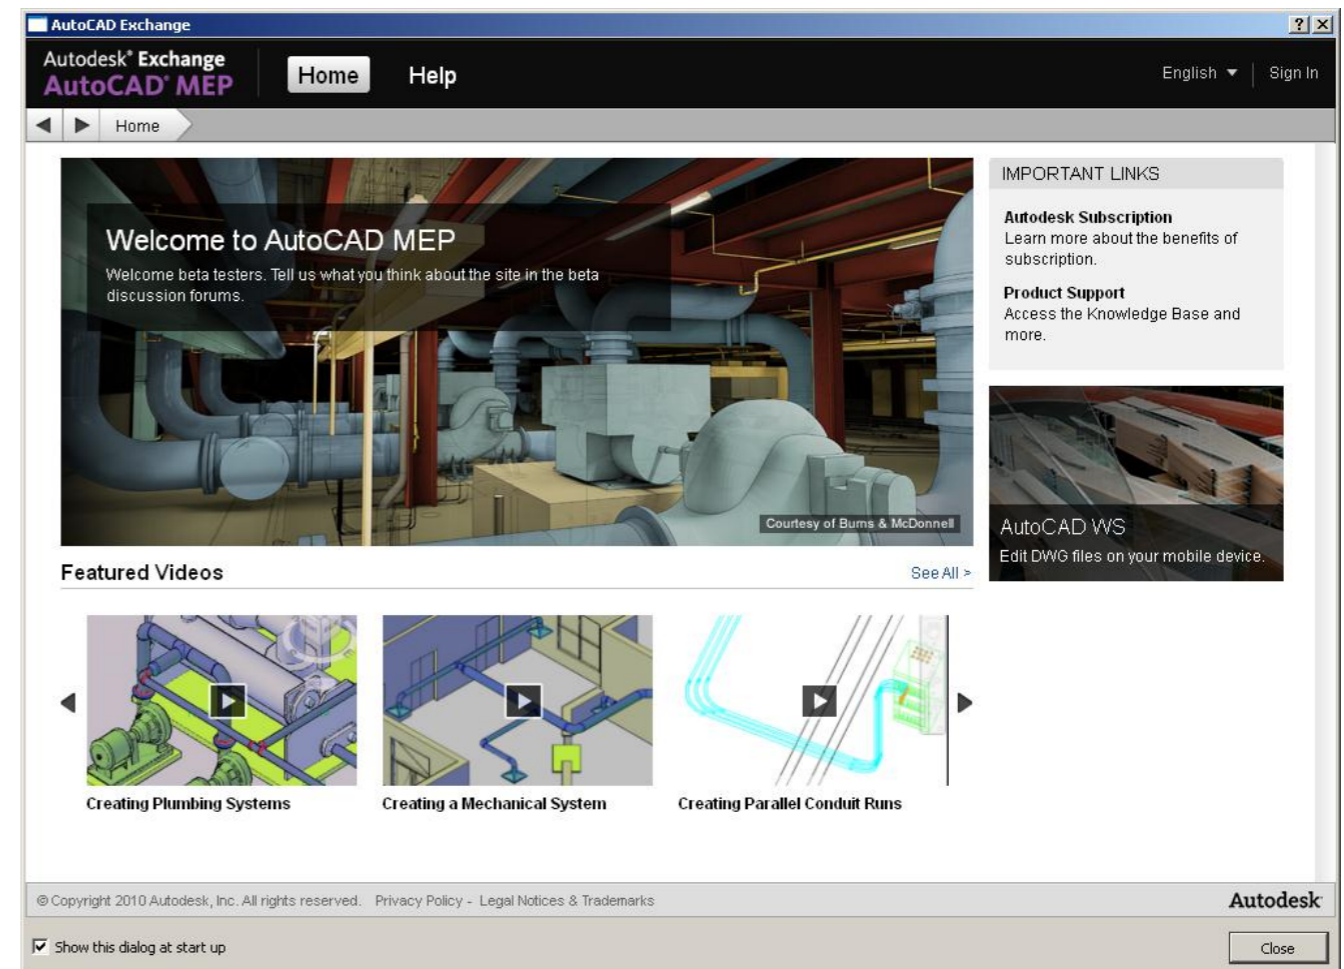 AutoCAD Exchange
Autodesk® Exchange
AutoCAD® MEP
Home
Help
English
Sign In
Home
Welcome to AutoCAD MEP
Welcome beta testers. Tell us what you think about the site in the beta
discussion forums.
Courtesy of Burns & McDonnell
IMPORTANT LINKS
Autodesk Subscription
Learn more about the benefits of
subscription.
Product Support
Access the Knowledge Base and
more.
AutoCAD WS
Edit DWG files on your mobile device.
Featured Videos
See All >
Creating Plumbing Systems
Creating a Mechanical System
Creating Parallel Conduit Runs
© Copyright 2010 Autodesk, Inc. All rights reserved. Privacy Policy - Legal Notices & Trademarks
Autodesk
Show this dialog at start up
Close